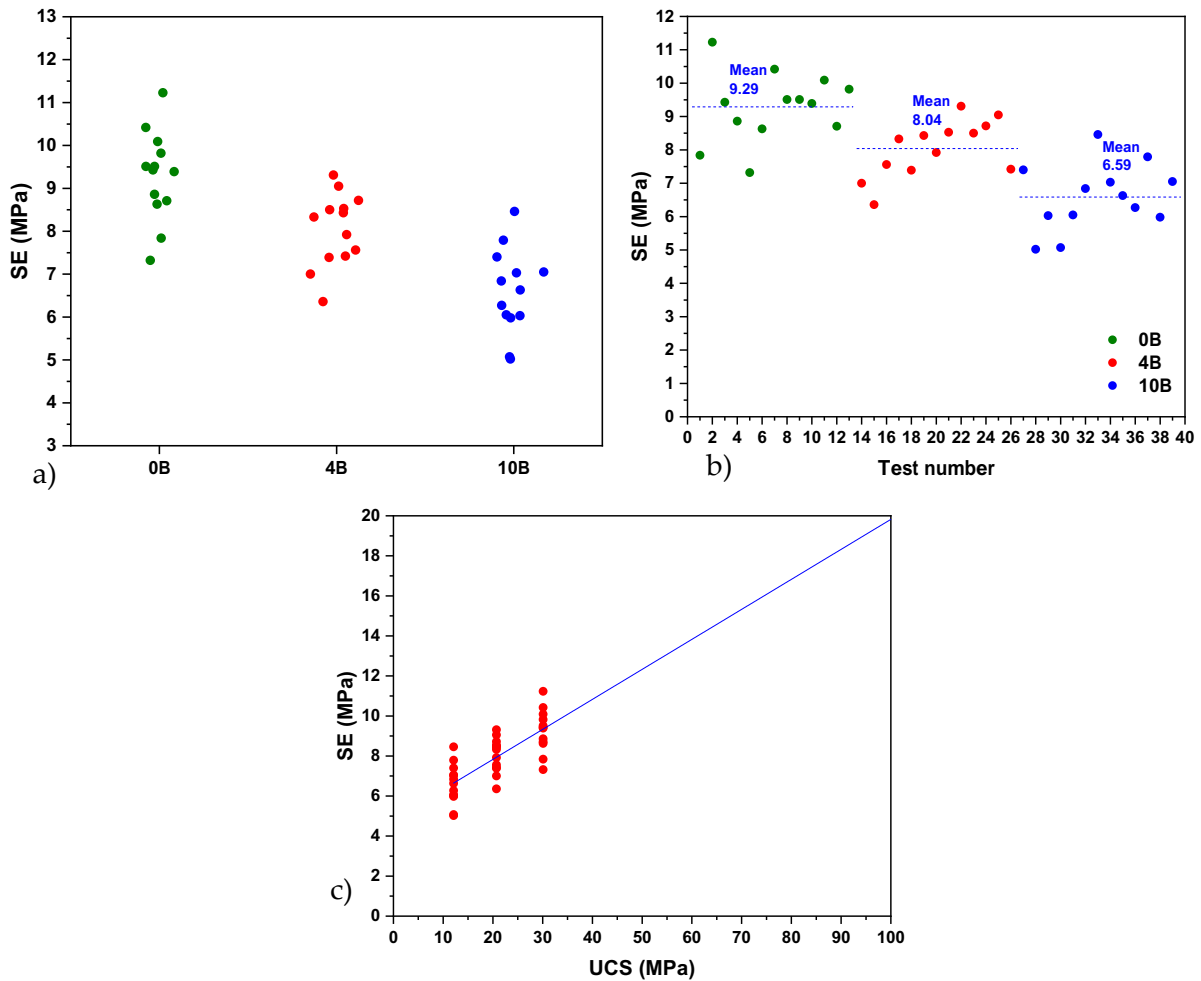 13
12
11
10
9
8
7
6
5
4
3
SE (MPa)
0B
4B
10B
a)
12
11
10
9
8
7
6
5
4
3
2
1
0
SE (MPa)
Mean
9.29
Mean
8.04
Mean
6.59
0B
4B
10B
0 2 4 6 8 10 12 14 16 18 20 22 24 26 28 30 32 34 36 38 40
Test number
b)
20
18
16
14
12
10
8
6
4
2
0
SE (MPa)
0 10 20 30 40 50 60 70 80 90 100
UCS (MPa)
c)